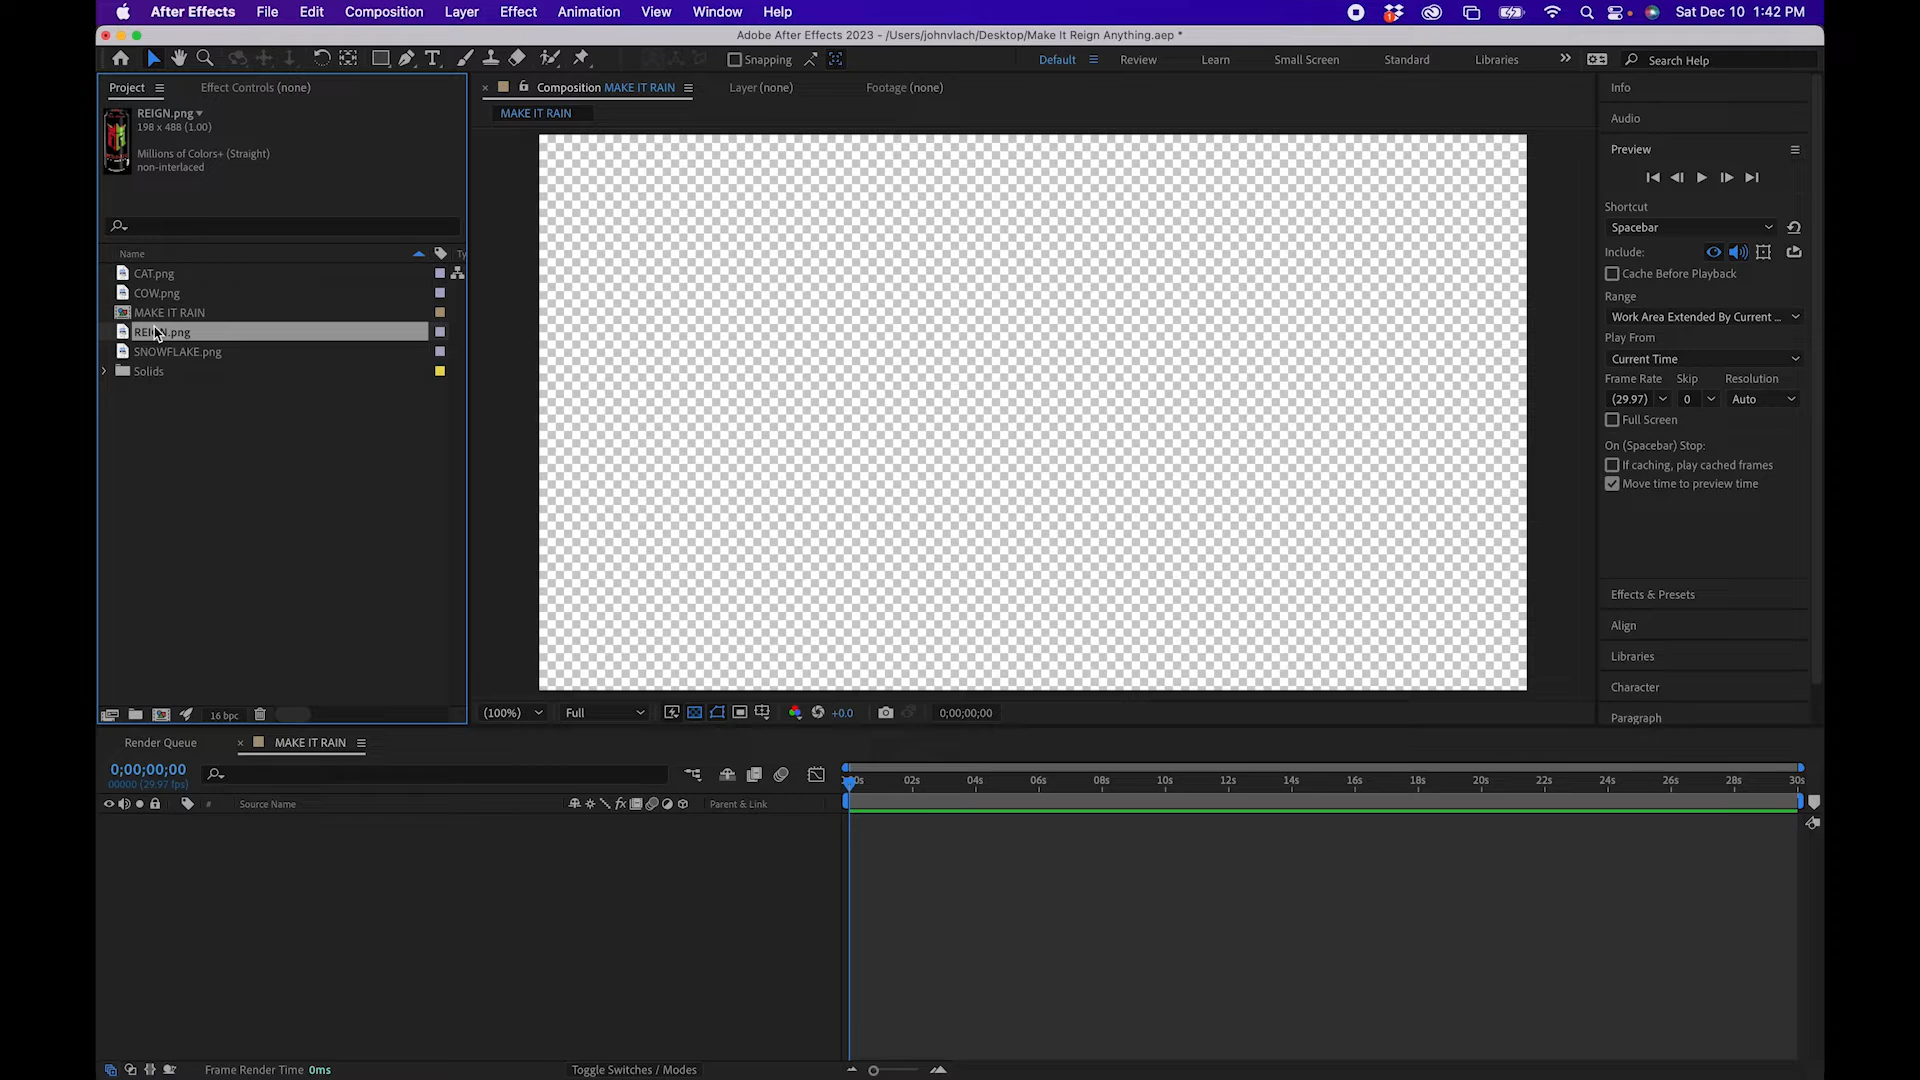 After Effects File Edit Composition Layer Effect Animation View Window Help Sat Dec 10 1:42 PM
Adobe After Effects 2023 - /Users/johnvlach/Desktop/Make It Reign Anything.aep *
Snapping Default Review Learn Small Screen Standard Libraries Search Help
Project Effect Controls (none) Composition MAKE IT RAIN Layer (none) Footage (none) Info
REIGN.png
198 x 488 (1.00)
Millions of Colors+ (Straight)
non-interlaced
MAKE IT RAIN
Name Ty
CAT.png
COW.png
MAKE IT RAIN
REIGN.png
SNOWFLAKE.png
Solids
16 bpc
(100%) Full +0.0 0;00;00;00
Audio
Preview
Shortcut
Spacebar
Include:
Cache Before Playback
Range
Work Area Extended By Current ...
Play From
Current Time
Frame Rate Skip Resolution
(29.97) 0 Auto
Full Screen
On (Spacebar) Stop:
If caching, play cached frames
Move time to preview time
Effects & Presets
Align
Libraries
Character
Paragraph
Render Queue MAKE IT RAIN
0;00;00;00
00000 (29.97 fps)
02s 04s 06s 08s 10s 12s 14s 16s 18s 20s 22s 24s 26s 28s 30s
# Source Name fx Parent & Link
Frame Render Time 0ms Toggle Switches / Modes